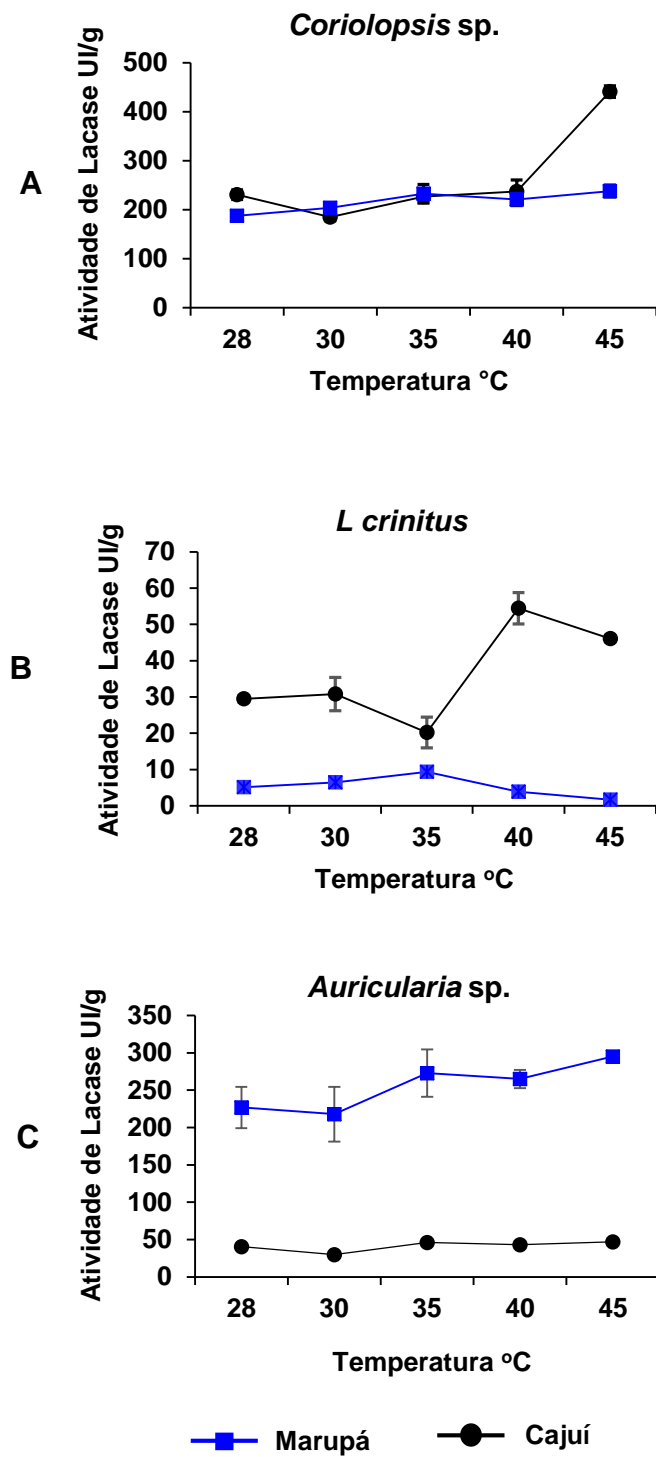 Coriolopsis sp.
A
Atividade de Lacase UI/g
500
400
300
200
100
0
28 30 35 40 45
Temperatura °C
L crinitus
B
Atividade de Lacase UI/g
70
60
50
40
30
20
10
0
28 30 35 40 45
Temperatura ºC
Auricularia sp.
C
Atividade de Lacase UI/g
350
300
250
200
150
100
50
0
28 30 35 40 45
Temperatura ºC
Marupá Cajuí